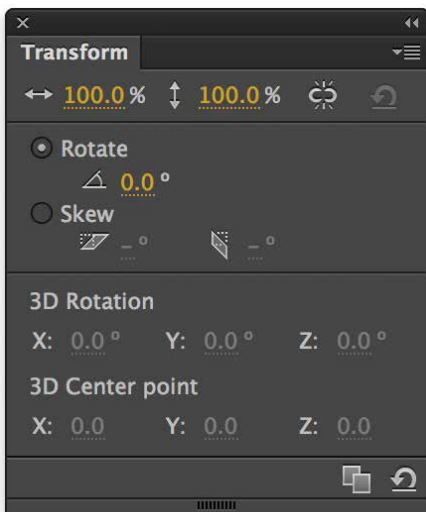 Transform
100.0 % 100.0 %
Rotate
0.0 °
Skew
– ° – °
3D Rotation
X: 0.0 ° Y: 0.0 ° Z: 0.0 °
3D Center point
X: 0.0 Y: 0.0 Z: 0.0